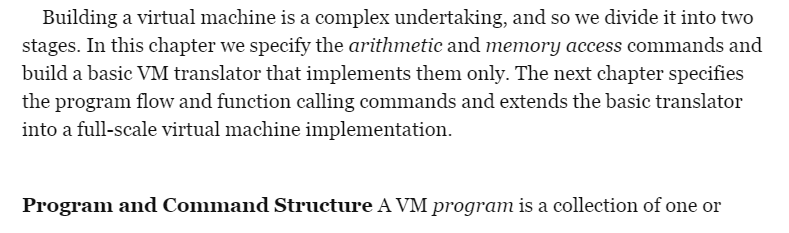 Building a virtual machine is a complex undertaking, and so we divide it into two
stages. In this chapter we specify the arithmetic and memory access commands and
build a basic VM translator that implements them only. The next chapter specifies
the program flow and function calling commands and extends the basic translator
into a full-scale virtual machine implementation.
Program and Command Structure A VM program is a collection of one or